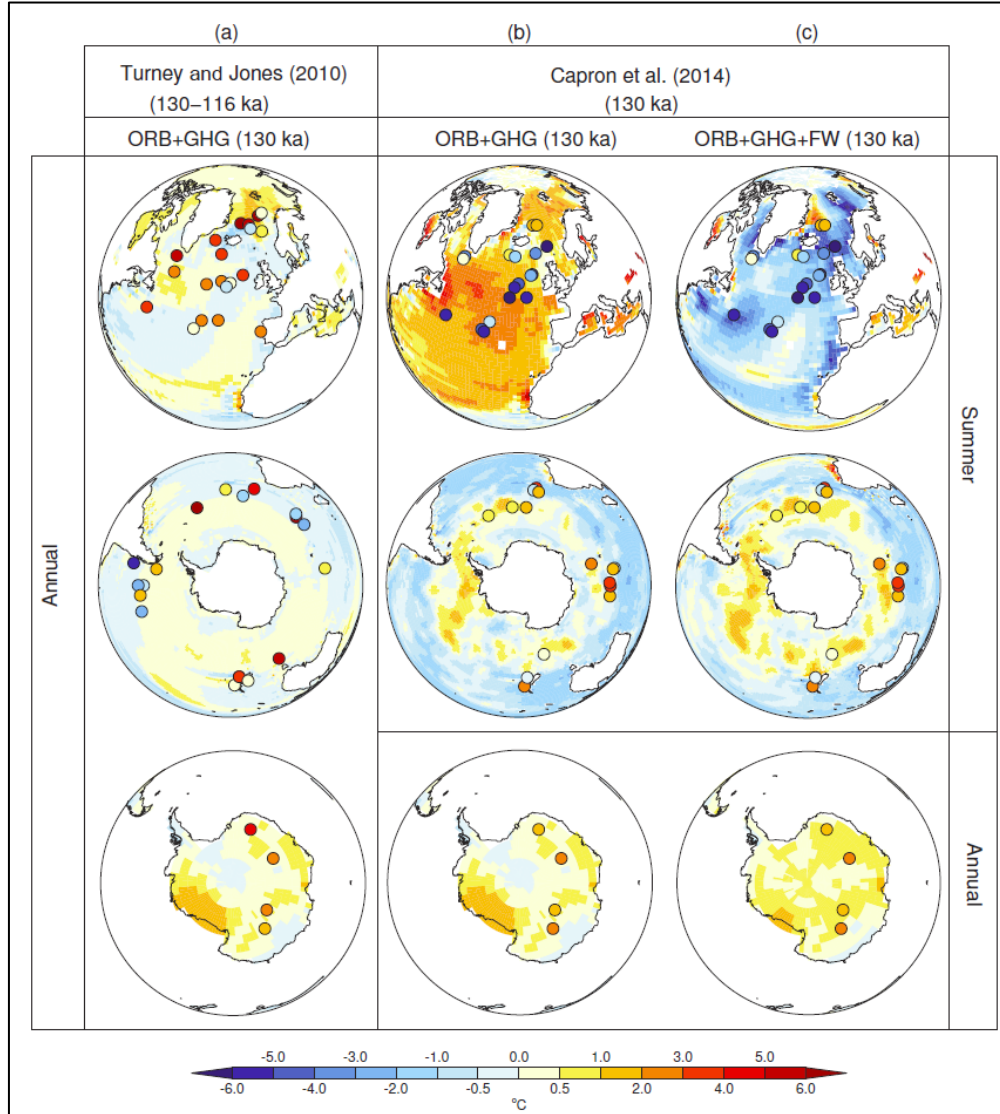 (a) (b) (c)
Turney and Jones (2010)
(130–116 ka)
Capron et al. (2014)
(130 ka)
ORB+GHG (130 ka) ORB+GHG (130 ka) ORB+GHG+FW (130 ka)
Annual
Summer
Annual
-5.0 -3.0 -1.0 0.0 1.0 3.0 5.0
-6.0 -4.0 -2.0 -0.5 0.5 2.0 6.0
°C